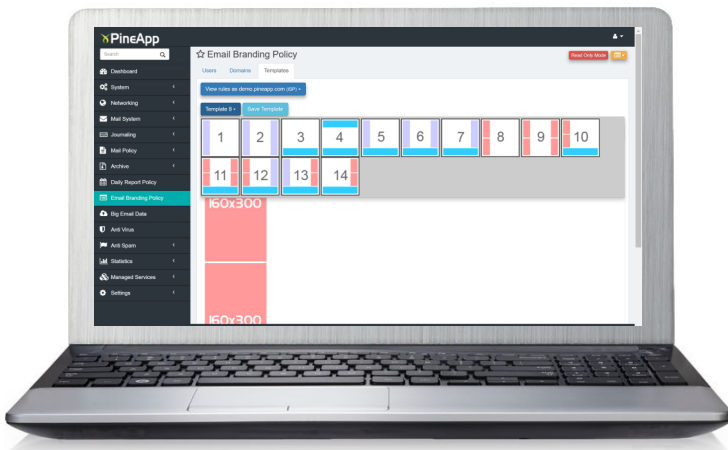 PineApp
Search
☆ Email Branding Policy
Read Only Mode
Dashboard
Users Domains Templates
System
View rules as demo.pineapp.com (ISP)
Networking
Template 8 Save Template
Mail System
Journaling
Mail Policy
Archive
Daily Report Policy
Email Branding Policy
Big Email Data
Anti Virus
Anti Spam
Statistics
Managed Services
Settings
1 2 3 4 5 6 7 8 9 10
11 12 13 14
160x300
160x300